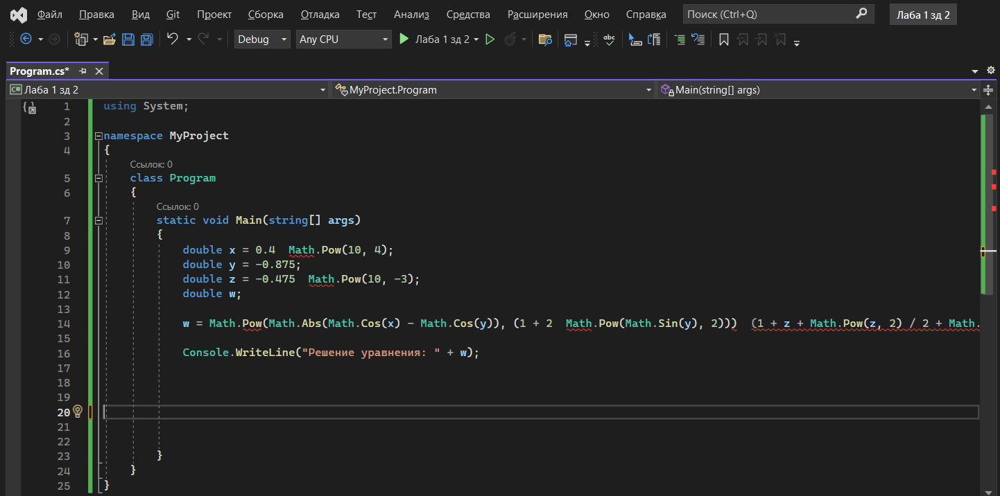 Файл Правка Вид Git Проект Сборка Отладка Тест Анализ Средства Расширения Окно Справка Поиск (Ctrl+Q) Лаба 1 зд 2
Debug Any CPU Лаба 1 зд 2
Program.cs*
C# Лаба 1 зд 2 MyProject.Program Main(string[] args)
1 using System;
2
3 namespace MyProject
4 {
Ссылок: 0
5 class Program
6 {
Ссылок: 0
7 static void Main(string[] args)
8 {
9 double x = 0.4  Math.Pow(10, 4);
10 double y = -0.875;
11 double z = -0.475  Math.Pow(10, -3);
12 double w;
13
14 w = Math.Pow(Math.Abs(Math.Cos(x) - Math.Cos(y)), (1 + 2  Math.Pow(Math.Sin(y), 2)))  (1 + z + Math.Pow(z, 2) / 2 + Math.
15
16 Console.WriteLine("Решение уравнения: " + w);
17
18
19
20
21
22
23 }
24 }
25 }